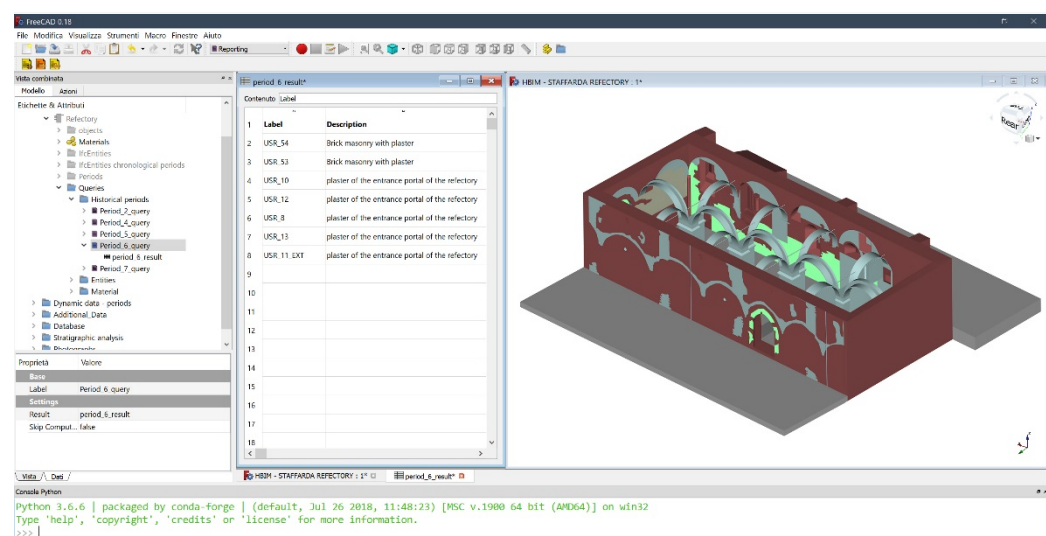 FreeCAD 0.18
File Modifica Visualizza Strumenti Macro Finestre Aiuto
Reporting
Vista combinata
Modello Azioni
Etichette & Attributi
Refectory
objects
Materials
IfcEntities
IfcEntities chronological periods
Periods
Queries
Historical periods
Period_2_query
Period_4_query
Period_5_query
Period_6_query
period 6 result
Period_7_query
Entities
Material
Dynamic data - periods
Additional_Data
Database
Stratigraphic analysis
Photographs
Proprietà Valore
Base
Label Period_6_query
Settings
Result period_6_result
Skip Comput... false
Vista Dati
period 6 result*
Contenuto Label
1 Label Description
2 USR_54 Brick masonry with plaster
3 USR_53 Brick masonry with plaster
4 USR_10 plaster of the entrance portal of the refectory
5 USR_12 plaster of the entrance portal of the refectory
6 USR_8 plaster of the entrance portal of the refectory
7 USR_13 plaster of the entrance portal of the refectory
8 USR_11_EXT plaster of the entrance portal of the refectory
9
10
11
12
13
14
15
16
17
18
HBIM - STAFFARDA REFECTORY : 1*
Rear
HBIM - STAFFARDA REFECTORY : 1* period_6_result*
Console Python
Python 3.6.6 | packaged by conda-forge | (default, Jul 26 2018, 11:48:23) [MSC v.1900 64 bit (AMD64)] on win32
Type 'help', 'copyright', 'credits' or 'license' for more information.
>>>